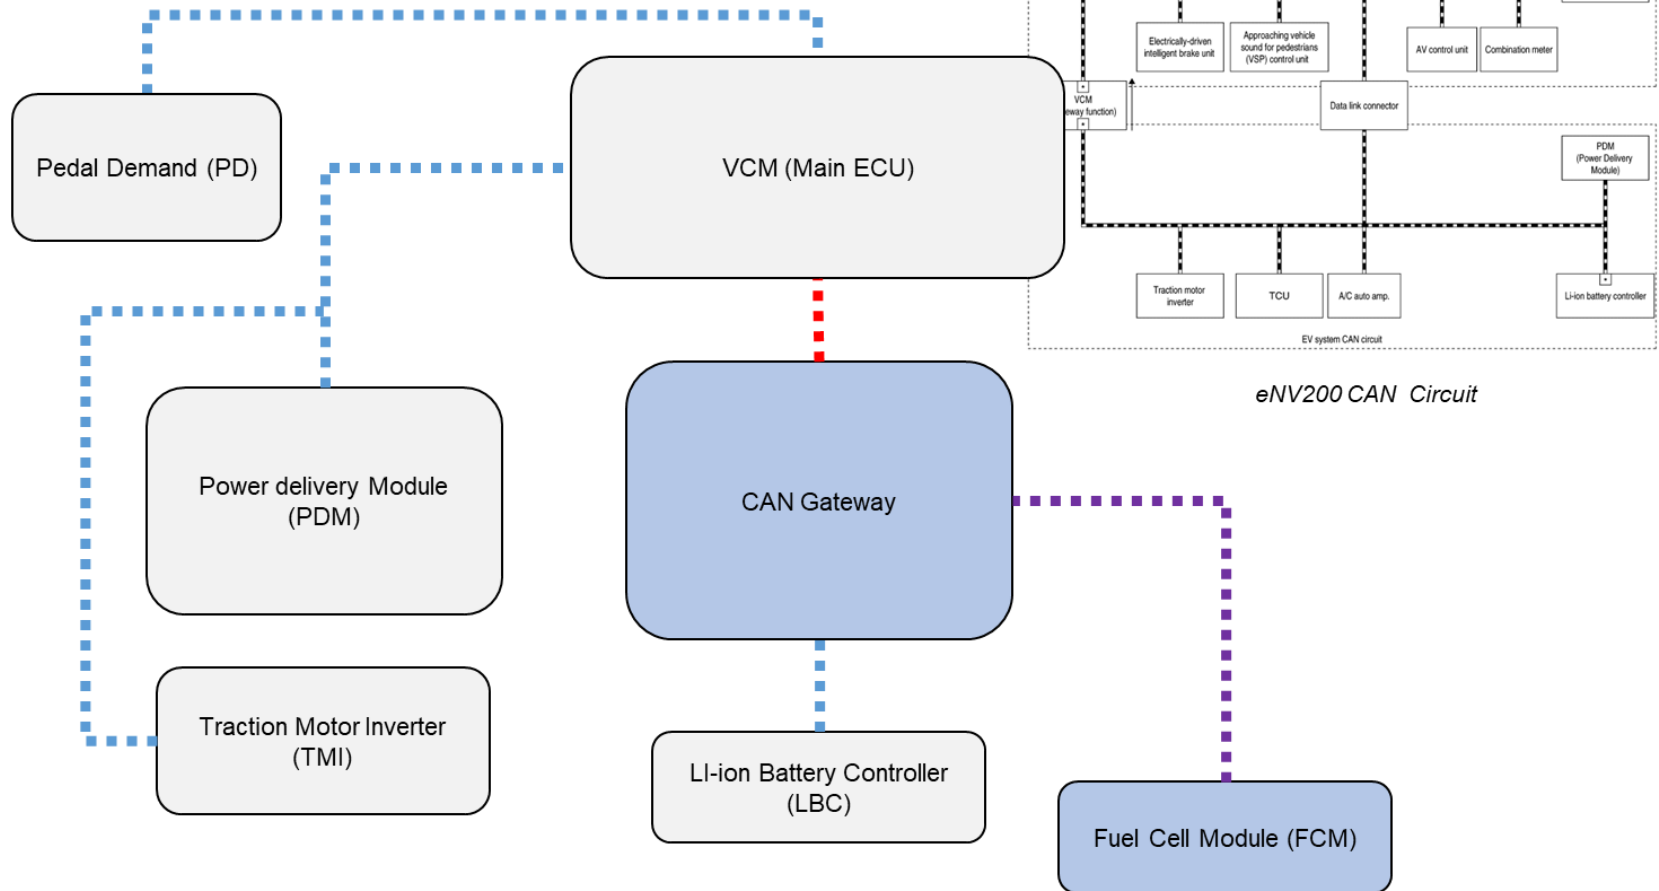 Pedal Demand (PD)
VCM (Main ECU)
Power delivery Module
(PDM)
Traction Motor Inverter
(TMI)
CAN Gateway
LI-ion Battery Controller
(LBC)
Fuel Cell Module (FCM)
Electrically-driven
intelligent brake unit
Approaching vehicle
sound for pedestrians
(VSP) control unit
AV control unit
Combination meter
VCM
eway function)
Data link connector
PDM
(Power Delivery
Module)
Traction motor
inverter
TCU
A/C auto amp.
Li-ion battery controller
EV system CAN circuit
eNV200 CAN Circuit